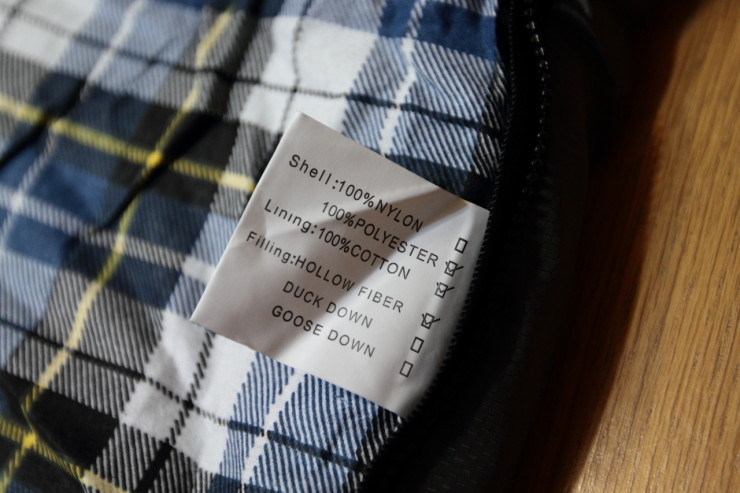 Shell:100%NYLON ☐
100%POLYESTER ☑
Lining:100%COTTON ☑
Filling:HOLLOW FIBER ☑
DUCK DOWN ☐
GOOSE DOWN ☐